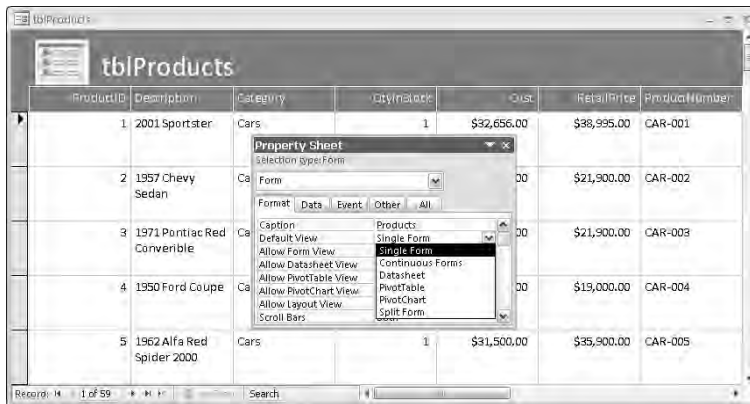 tblProducts
tblProducts
ProductID Description Category QtyInStock Cost RetailPrice ProductNumber
1 2001 Sportster Cars 1 $32,656.00 $38,995.00 CAR-001
Property Sheet
Selection type: Form
Form
2 1957 Chevy Sedan Ca 00 $21,900.00 CAR-002
Format Data Event Other All
3 1971 Pontiac Red Converible Ca 00 $21,900.00 CAR-003
Caption Products
Default View Single Form
Allow Form View Single Form
Allow Datasheet View Continuous Forms
Datasheet
Allow PivotTable View PivotTable
Allow PivotChart View PivotChart
Allow Layout View Split Form
Scroll Bars
4 1950 Ford Coupe Ca 00 $19,000.00 CAR-004
5 1962 Alfa Red Spider 2000 Cars 1 $31,500.00 $35,900.00 CAR-005
Record: 1 of 59 Search